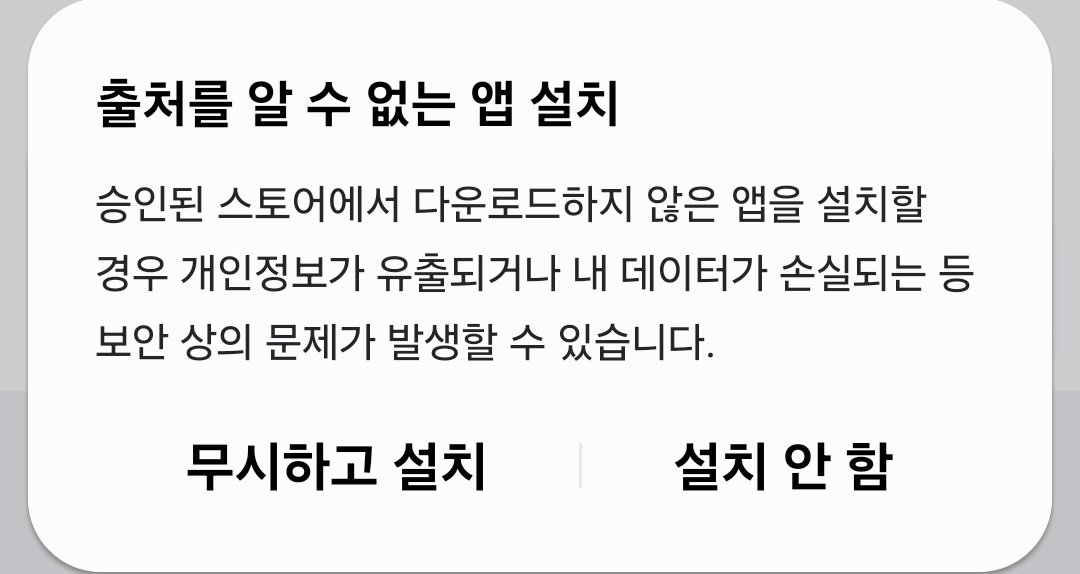 출처를 알 수 없는 앱 설치
승인된 스토어에서 다운로드하지 않은 앱을 설치할
경우 개인정보가 유출되거나 내 데이터가 손실되는 등
보안 상의 문제가 발생할 수 있습니다.
무시하고 설치 설치 안 함